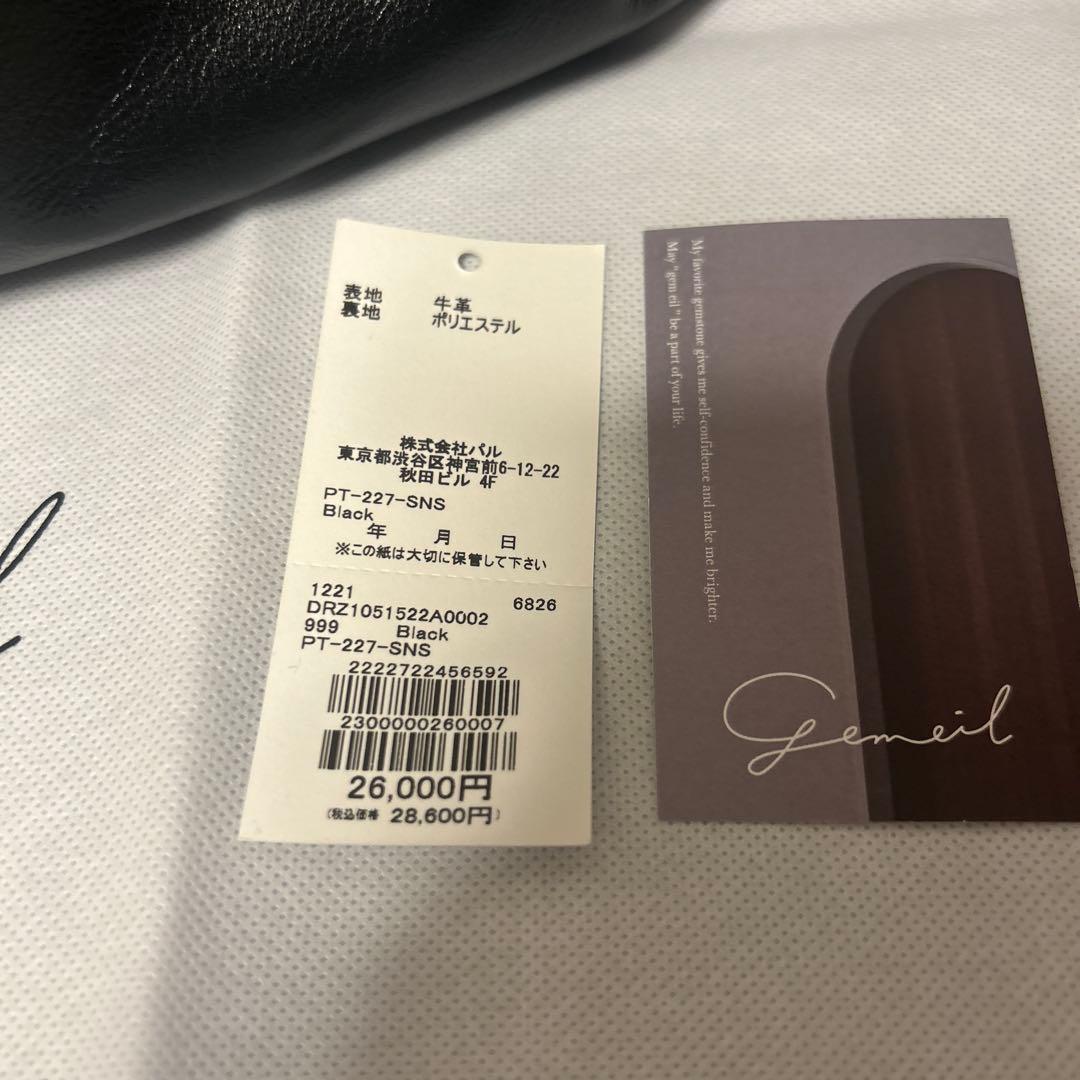 表地 牛革
裏地 ポリエステル
株式会社パル
東京都渋谷区神宮前6-12-22
秋田ビル 4F
PT-227-SNS
Black
年 月 日
※この紙は大切に保管して下さい
1221
DRZ1051522A0002 6826
999 Black
PT-227-SNS
2222722456592
2300000260007
26,000円
(税込価格 28,600円)
My favorite gemstone gives me self-confidence and make me brighter.
May "gem eil" be a part of your life.
Gemeil